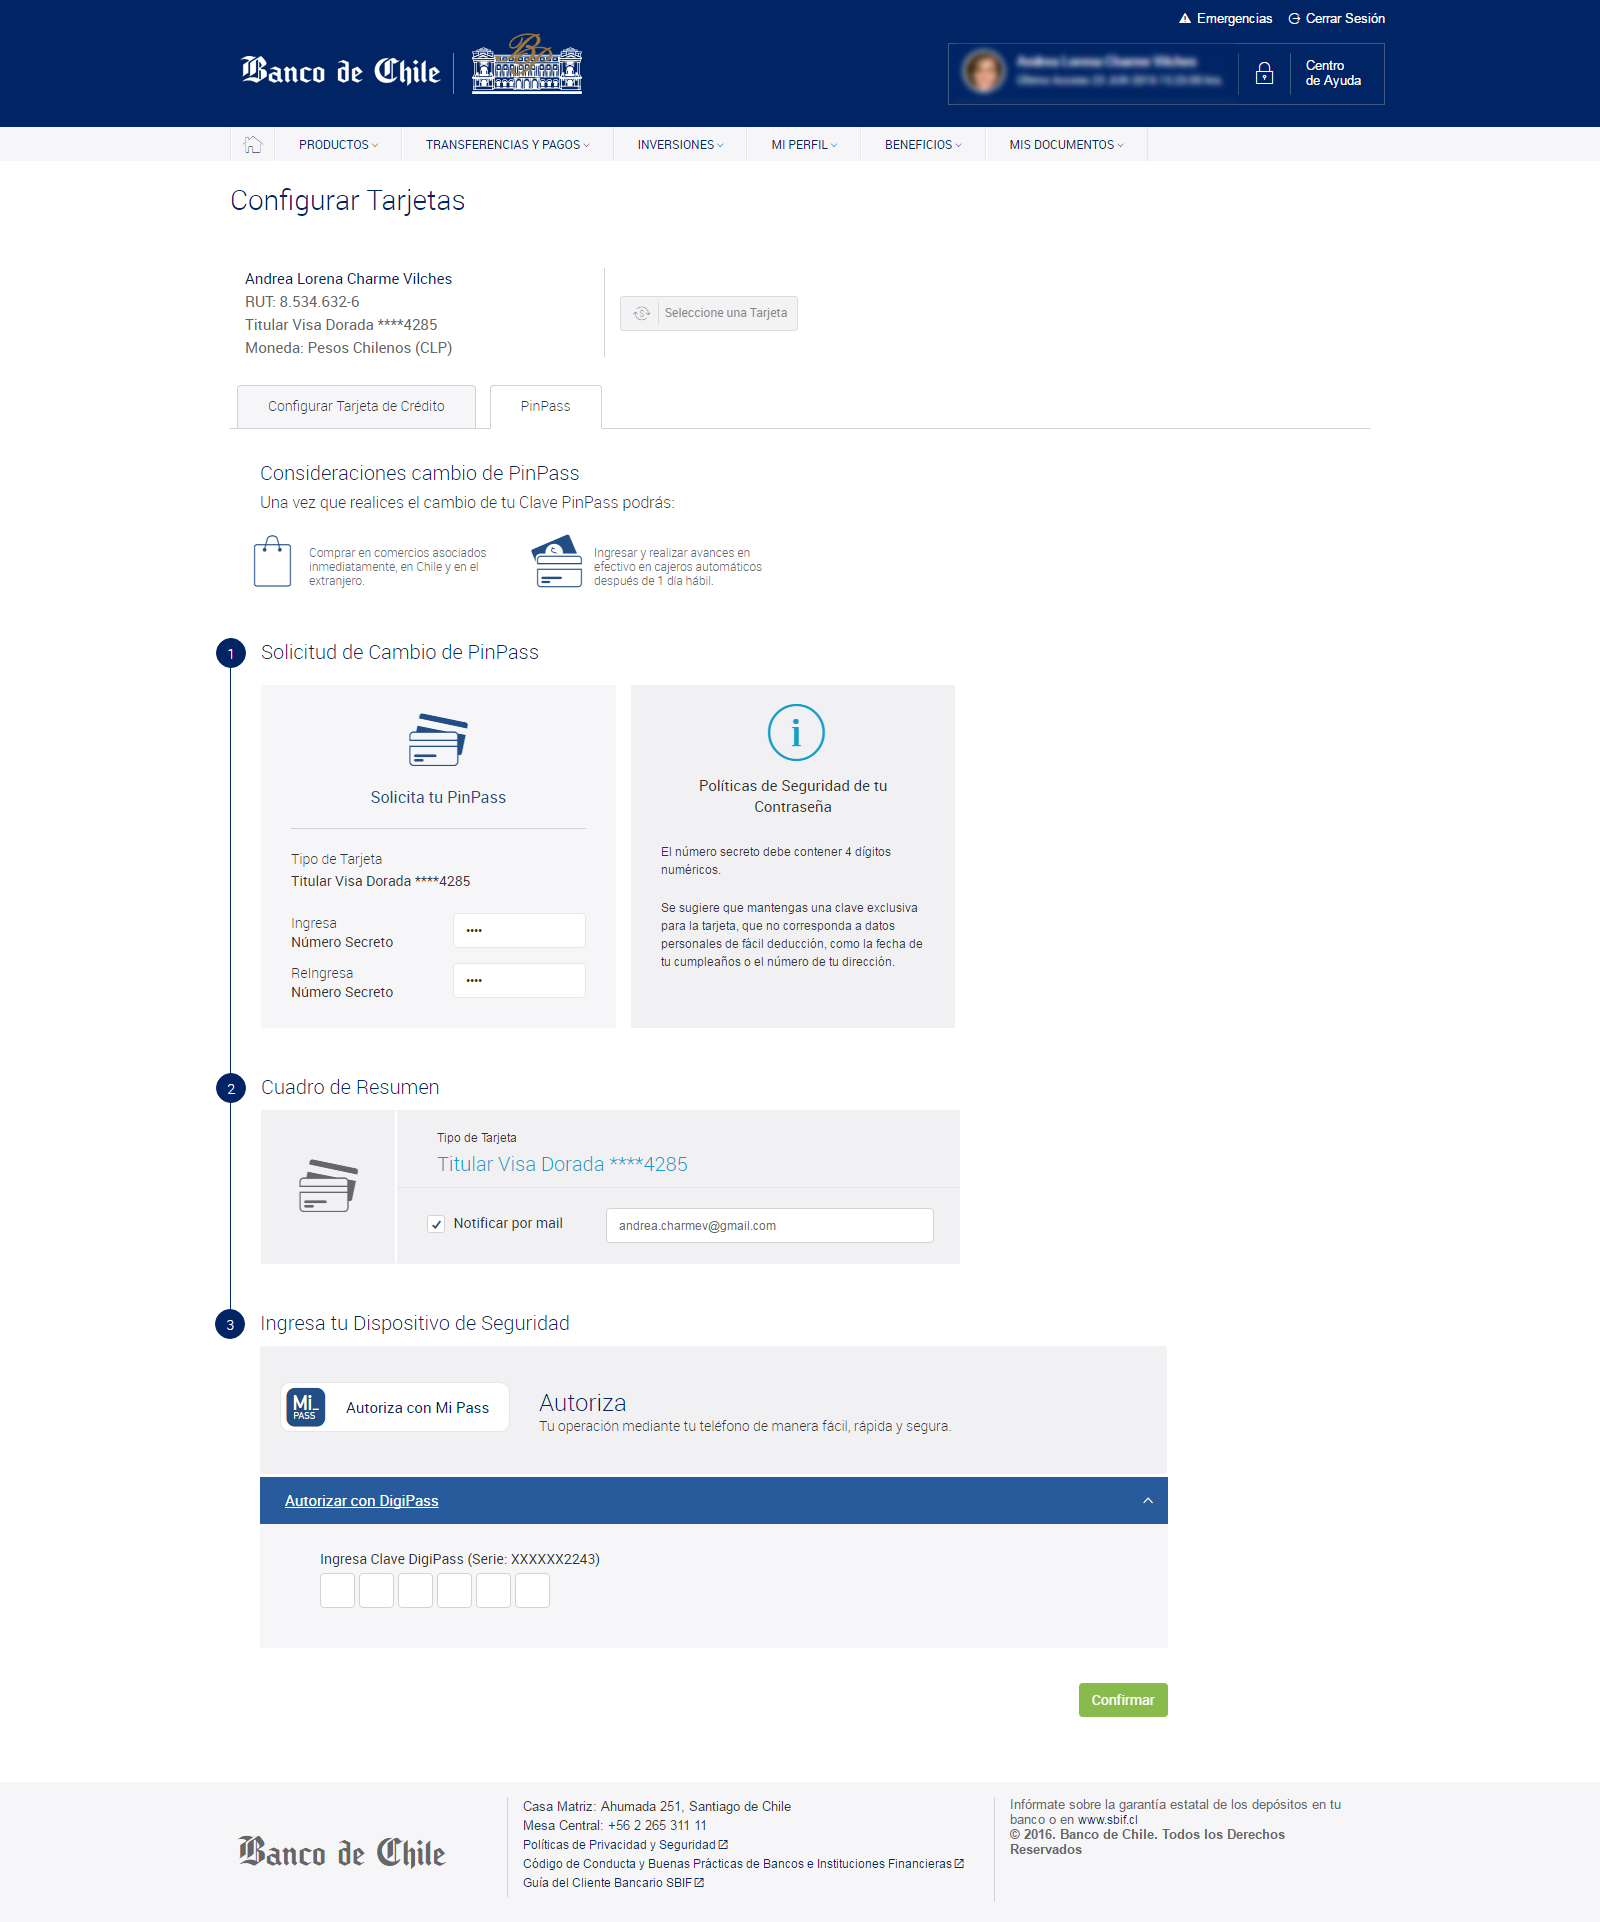 Emergencias
Cerrar Sesión
Banco de Chile
Centro
de Ayuda
PRODUCTOS
TRANSFERENCIAS Y PAGOS
INVERSIONES
MI PERFIL
BENEFICIOS
MIS DOCUMENTOS
Configurar Tarjetas
Andrea Lorena Charme Vilches
RUT: 8.534.632-6
Titular Visa Dorada ****4285
Moneda: Pesos Chilenos (CLP)
Seleccione una Tarjeta
Configurar Tarjeta de Crédito
PinPass
Consideraciones cambio de PinPass
Una vez que realices el cambio de tu Clave PinPass podrás:
Comprar en comercios asociados
inmediatamente, en Chile y en el
extranjero.
Ingresar y realizar avances en
efectivo en cajeros automáticos
después de 1 día hábil.
1
Solicitud de Cambio de PinPass
Solicita tu PinPass
Tipo de Tarjeta
Titular Visa Dorada ****4285
Ingresa
Número Secreto
••••
ReIngresa
Número Secreto
••••
i
Políticas de Seguridad de tu
Contraseña
El número secreto debe contener 4 dígitos
numéricos.
Se sugiere que mantengas una clave exclusiva
para la tarjeta, que no corresponda a datos
personales de fácil deducción, como la fecha de
tu cumpleaños o el número de tu dirección.
2
Cuadro de Resumen
Tipo de Tarjeta
Titular Visa Dorada ****4285
Notificar por mail
andrea.charmev@gmail.com
3
Ingresa tu Dispositivo de Seguridad
Mi_
PASS
Autoriza con Mi Pass
Autoriza
Tu operación mediante tu teléfono de manera fácil, rápida y segura.
Autorizar con DigiPass
Ingresa Clave DigiPass (Serie: XXXXXX2243)
Confirmar
Banco de Chile
Casa Matriz: Ahumada 251, Santiago de Chile
Mesa Central: +56 2 265 311 11
Políticas de Privacidad y Seguridad
Código de Conducta y Buenas Prácticas de Bancos e Instituciones Financieras
Guía del Cliente Bancario SBIF
Infórmate sobre la garantía estatal de los depósitos en tu
banco o en www.sbif.cl
© 2016. Banco de Chile. Todos los Derechos
Reservados